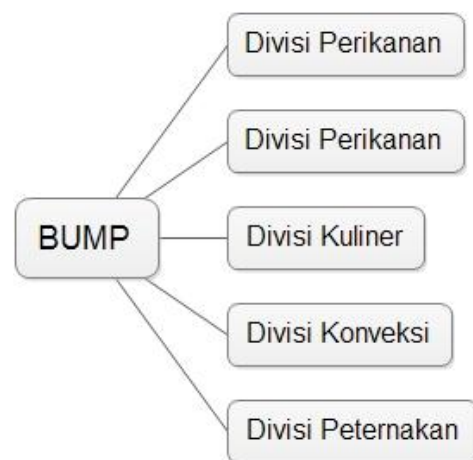 Divisi Perikanan
Divisi Perikanan
BUMP
Divisi Kuliner
Divisi Konveksi
Divisi Peternakan